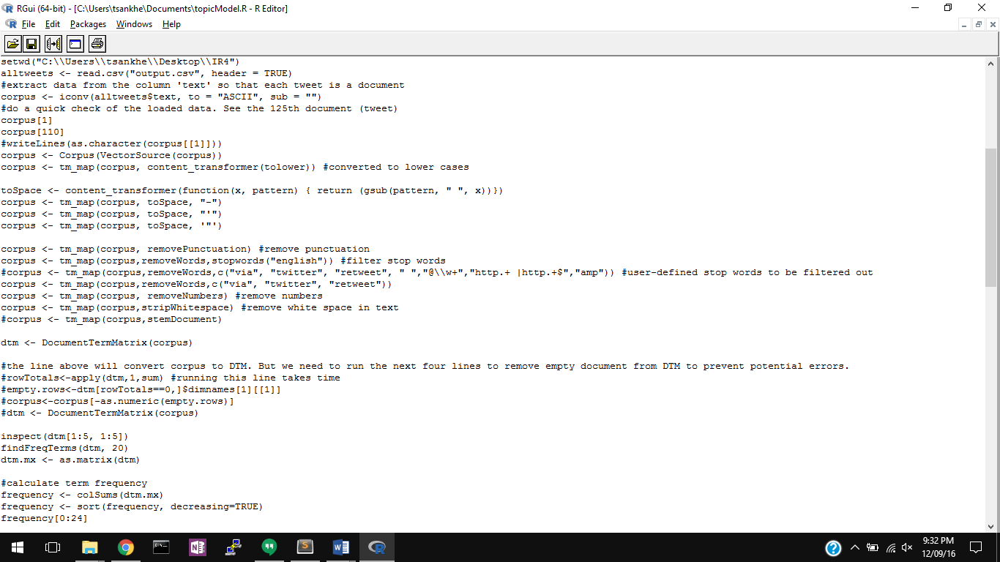 RGui (64-bit) - [C:\Users\tsankhe\Documents\topicModel.R - R Editor]
File Edit Packages Windows Help
setwd("C:\\Users\\tsankhe\\Desktop\\IR4")
alltweets <- read.csv("output.csv", header = TRUE)
#extract data from the column 'text' so that each tweet is a document
corpus <- iconv(alltweets$text, to = "ASCII", sub = "")
#do a quick check of the loaded data. See the 125th document (tweet)
corpus[1]
corpus[110]
#writeLines(as.character(corpus[[1]]))
corpus <- Corpus(VectorSource(corpus))
corpus <- tm_map(corpus, content_transformer(tolower)) #converted to lower cases
toSpace <- content_transformer(function(x, pattern) { return (gsub(pattern, " ", x))})
corpus <- tm_map(corpus, toSpace, "-")
corpus <- tm_map(corpus, toSpace, "'")
corpus <- tm_map(corpus, toSpace, '"')
corpus <- tm_map(corpus, removePunctuation) #remove punctuation
corpus <- tm_map(corpus,removeWords,stopwords("english")) #filter stop words
#corpus <- tm_map(corpus,removeWords,c("via", "twitter", "retweet", " ","@\\w+","http.+ |http.+$","amp")) #user-defined stop words to be filtered out
corpus <- tm_map(corpus,removeWords,c("via", "twitter", "retweet"))
corpus <- tm_map(corpus, removeNumbers) #remove numbers
corpus <- tm_map(corpus,stripWhitespace) #remove white space in text
#corpus <- tm_map(corpus,stemDocument)
dtm <- DocumentTermMatrix(corpus)
#the line above will convert corpus to DTM. But we need to run the next four lines to remove empty document from DTM to prevent potential errors.
#rowTotals<-apply(dtm,1,sum) #running this line takes time
#empty.rows<-dtm[rowTotals==0,]$dimnames[1][[1]]
#corpus<-corpus[-as.numeric(empty.rows)]
#dtm <- DocumentTermMatrix(corpus)
inspect(dtm[1:5, 1:5])
findFreqTerms(dtm, 20)
dtm.mx <- as.matrix(dtm)
#calculate term frequency
frequency <- colSums(dtm.mx)
frequency <- sort(frequency, decreasing=TRUE)
frequency[0:24]
9:32 PM
12/09/16